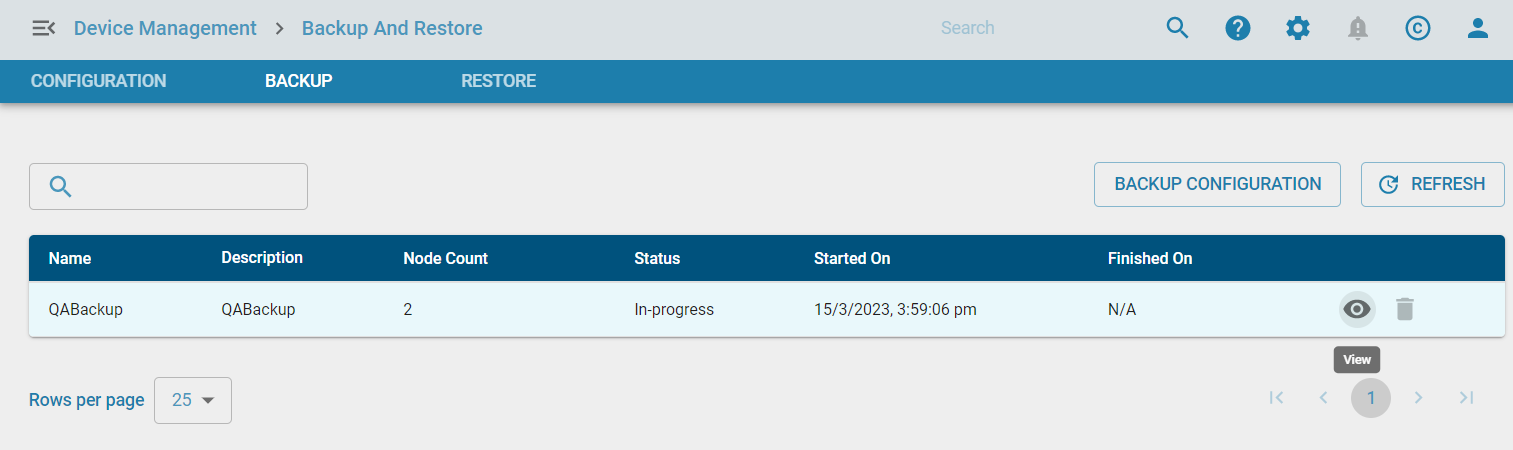 Device Management > Backup And Restore Search
CONFIGURATION BACKUP RESTORE
BACKUP CONFIGURATION REFRESH
Name Description Node Count Status Started On Finished On
QABackup QABackup 2 In-progress 15/3/2023, 3:59:06 pm N/A
View
Rows per page 25 1